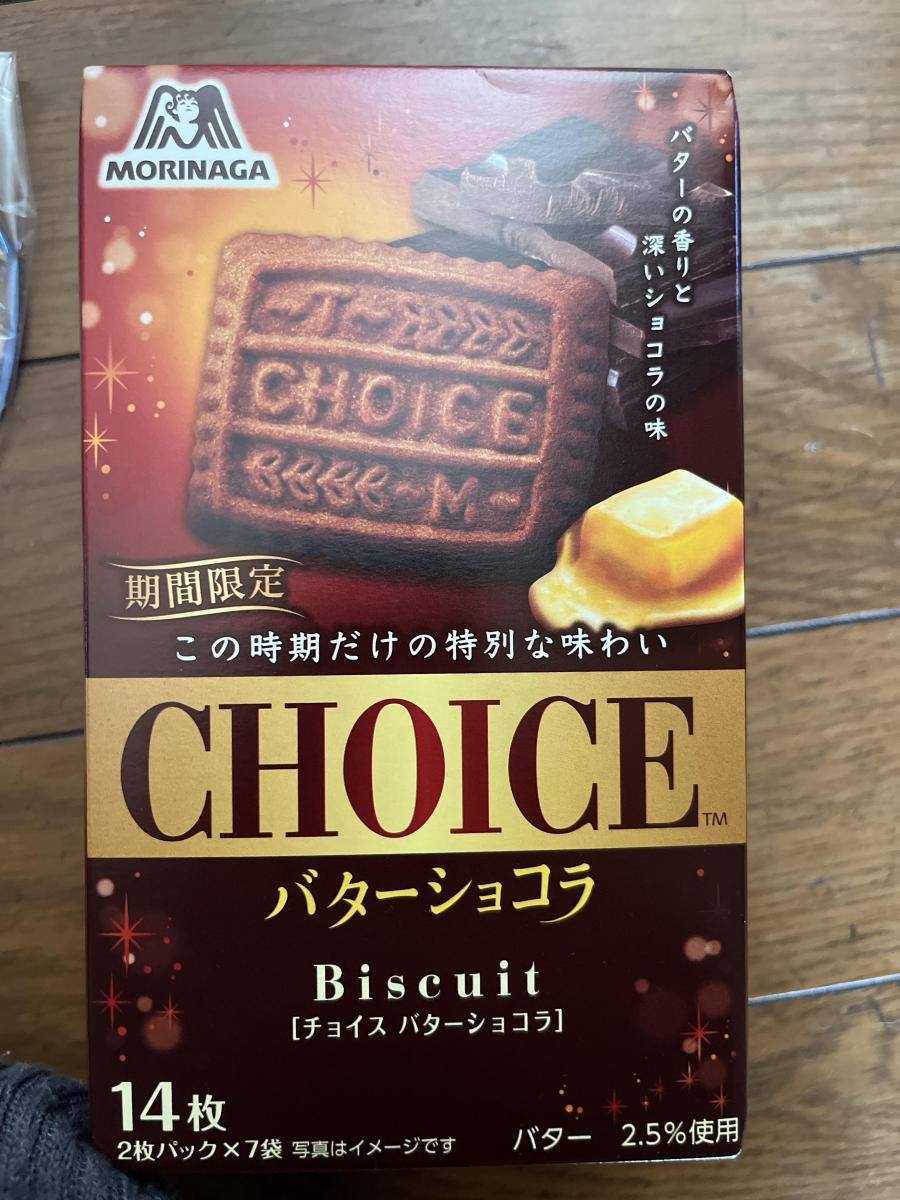 MORINAGA
バターの香りと
深いショコラの味
~T~
CHOICE
~M~
期間限定
この時期だけの特別な味わい
CHOICE™
バターショコラ
Biscuit
[チョイス バターショコラ]
14枚
2枚パック×7袋 写真はイメージです
バター 2.5%使用